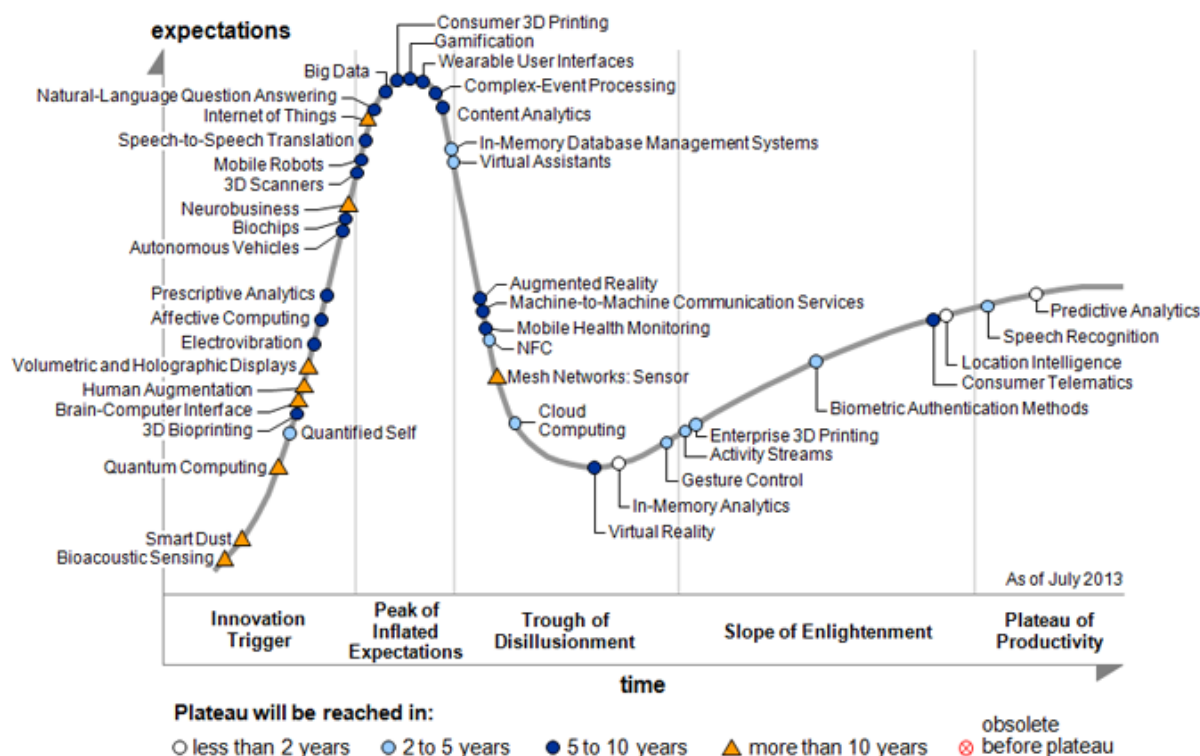 expectations
Consumer 3D Printing
Gamification
Wearable User Interfaces
Big Data
Complex-Event Processing
Natural-Language Question Answering
Content Analytics
Internet of Things
Speech-to-Speech Translation
In-Memory Database Management Systems
Mobile Robots
Virtual Assistants
3D Scanners
Neurobusiness
Biochips
Autonomous Vehicles
Augmented Reality
Prescriptive Analytics
Machine-to-Machine Communication Services
Predictive Analytics
Affective Computing
Mobile Health Monitoring
Speech Recognition
Electrovibration
NFC
Location Intelligence
Volumetric and Holographic Displays
Mesh Networks: Sensor
Consumer Telematics
Human Augmentation
Brain-Computer Interface
Biometric Authentication Methods
3D Bioprinting
Cloud
Computing
Quantified Self
Enterprise 3D Printing
Activity Streams
Quantum Computing
Gesture Control
In-Memory Analytics
Virtual Reality
Smart Dust
Bioacoustic Sensing
As of July 2013
Innovation
Trigger
Peak of
Inflated
Expectations
Trough of
Disillusionment
Slope of Enlightenment
Plateau of
Productivity
time
Plateau will be reached in:
less than 2 years
2 to 5 years
5 to 10 years
more than 10 years
obsolete
before plateau